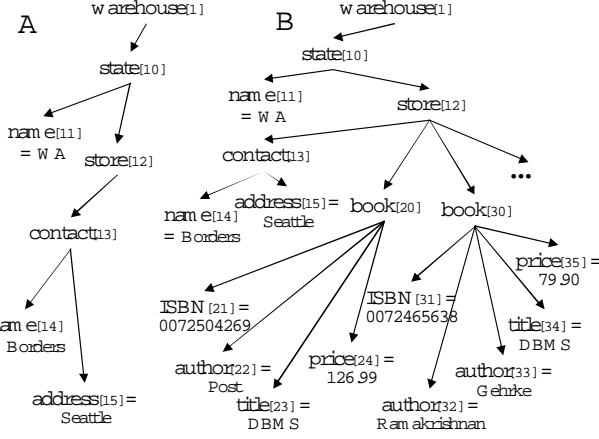 A
warehouse[1]
state[10]
name[11]
= WA
store[12]
contact[13]
ame[14]
Borders
address[15]=
Seattle
B
warehouse[1]
state[10]
name[11]
= WA
store[12]
contact[13]
...
name[14]
= Borders
address[15]=
Seattle
book[20]
book[30]
ISBN [21] =
0072504269
author[22]=
Post
title[23]=
DBMS
price[24]=
126.99
ISBN [31] =
0072465638
author[32]=
Ramakrishnan
author[33]=
Gehrke
title[34]=
DBMS
price[35]=
79.90